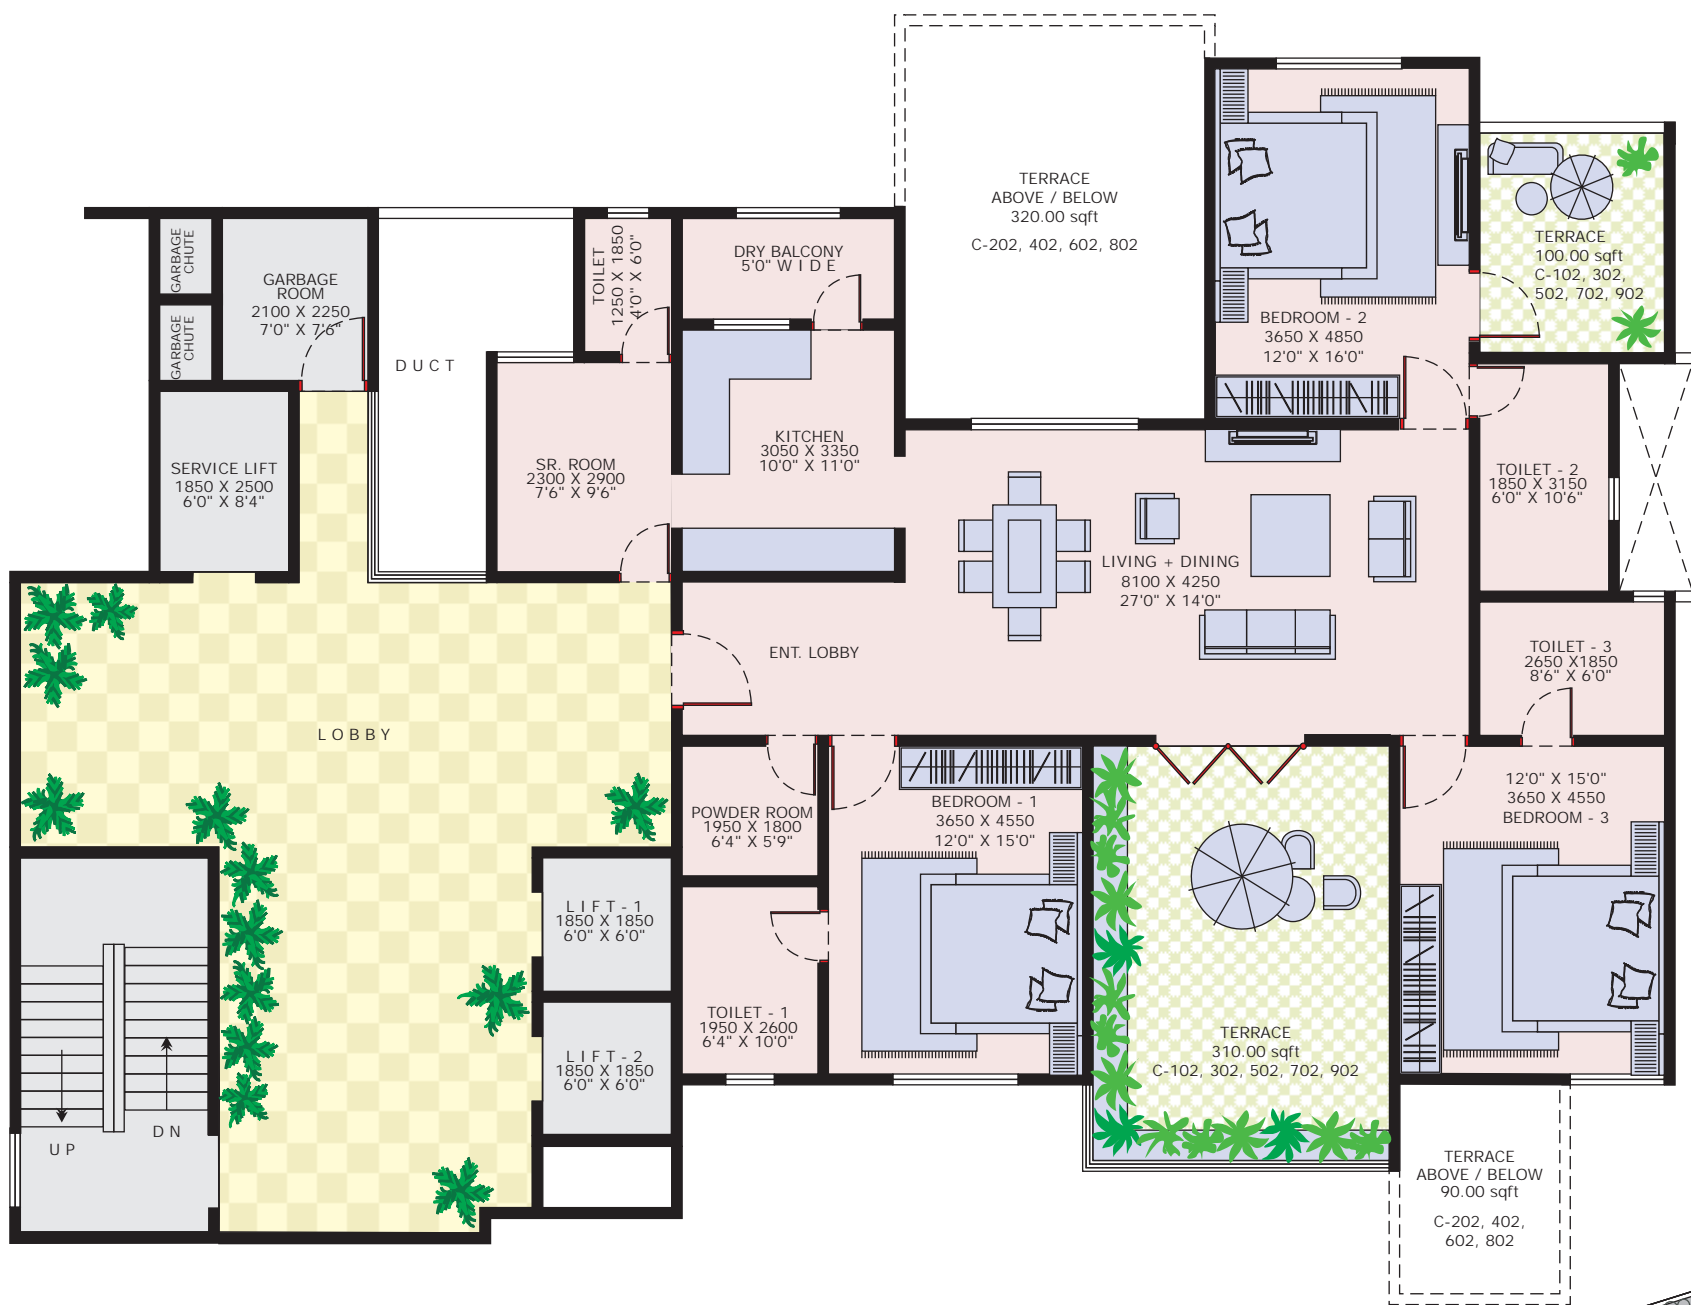 TERRACE
ABOVE / BELOW
320.00 sqft
C-202, 402, 602, 802
TERRACE
100.00 sqft
C-102, 302,
502, 702, 902
BEDROOM - 2
3650 X 4850
12'0" X 16'0"
GARBAGE
CHUTE
GARBAGE
CHUTE
GARBAGE
ROOM
2100 X 2250
7'0" X 7'6"
DUCT
TOILET
1250 X 1850
4'0" X 6'0"
DRY BALCONY
5'0" WIDE
KITCHEN
3050 X 3350
10'0" X 11'0"
SR. ROOM
2300 X 2900
7'6" X 9'6"
SERVICE LIFT
1850 X 2500
6'0" X 8'4"
TOILET - 2
1850 X 3150
6'0" X 10'6"
LIVING + DINING
8100 X 4250
27'0" X 14'0"
ENT. LOBBY
TOILET - 3
2650 X1850
8'6" X 6'0"
LOBBY
12'0" X 15'0"
3650 X 4550
BEDROOM - 3
POWDER ROOM
1950 X 1800
6'4" X 5'9"
BEDROOM - 1
3650 X 4550
12'0" X 15'0"
LIFT - 1
1850 X 1850
6'0" X 6'0"
TOILET - 1
1950 X 2600
6'4" X 10'0"
LIFT - 2
1850 X 1850
6'0" X 6'0"
TERRACE
310.00 sqft
C-102, 302, 502, 702, 902
UP
DN
TERRACE
ABOVE / BELOW
90.00 sqft
C-202, 402,
602, 802